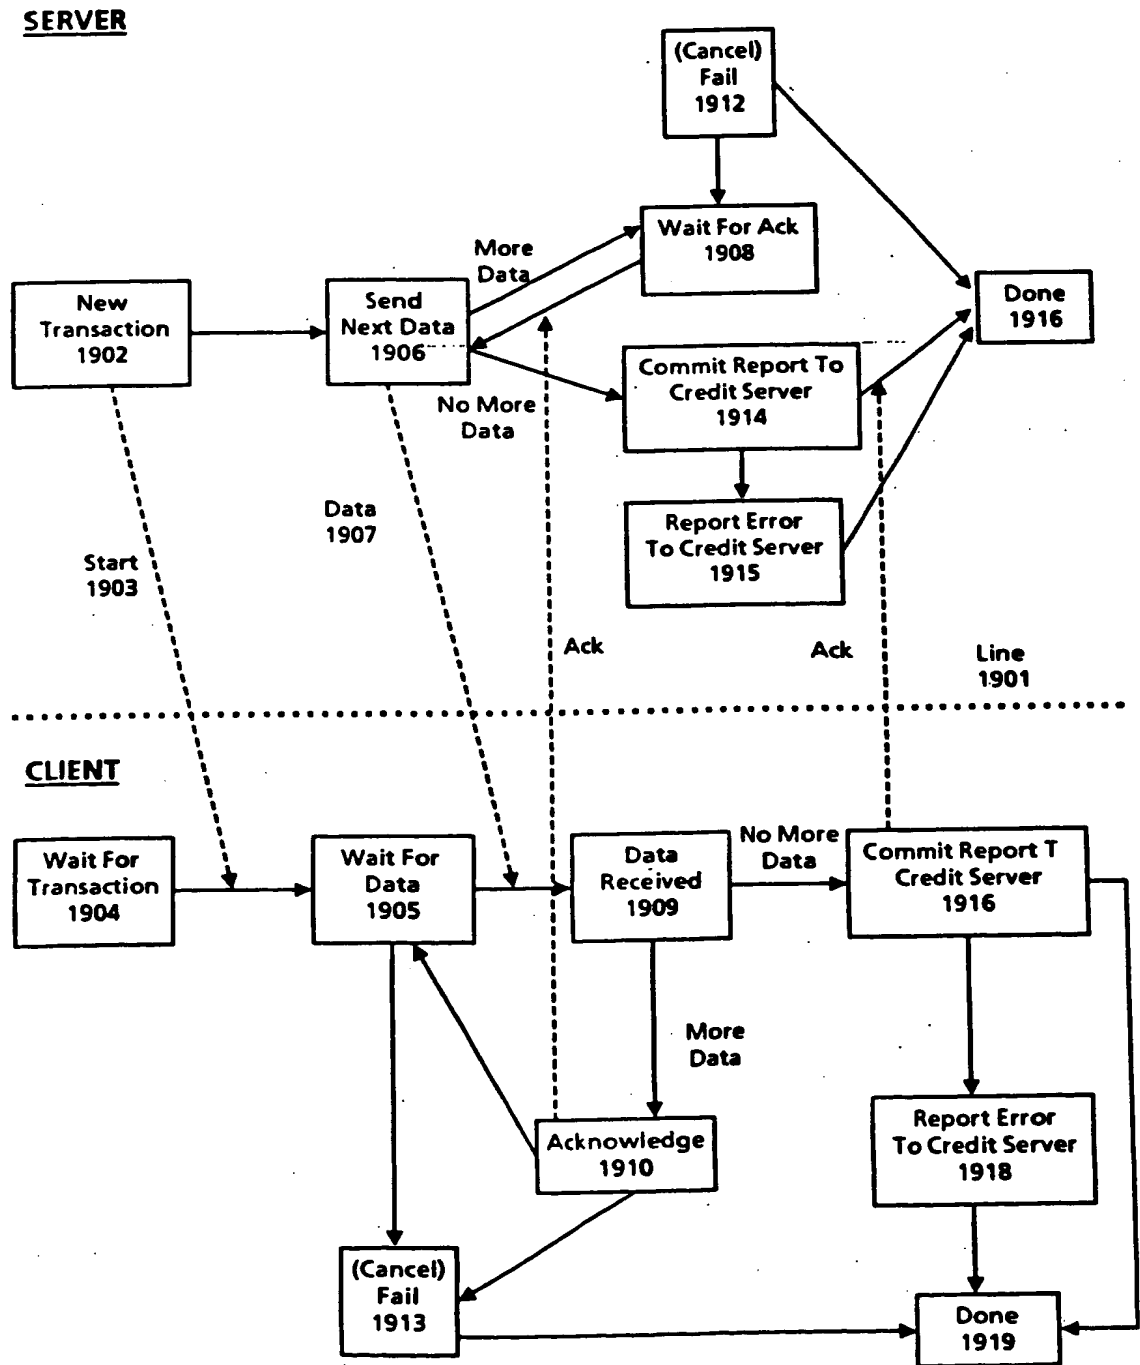 SERVER
(Cancel)
Fail
1912
Wait For Ack
1908
More
Data
New
Transaction
1902
Send
Next Data
1906
Done
1916
No More
Data
Commit Report To
Credit Server
1914
Report Error
To Credit Server
1915
Data
1907
Start
1903
Ack
Ack
Line
1901
CLIENT
Wait For
Transaction
1904
Wait For
Data
1905
Data
Received
1909
No More
Data
Commit Report T
Credit Server
1916
More
Data
Acknowledge
1910
Report Error
To Credit Server
1918
(Cancel)
Fail
1913
Done
1919